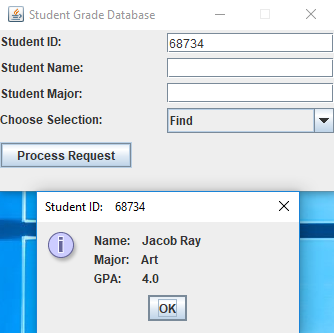 Student Grade Database
Student ID: 68734
Student Name:
Student Major:
Choose Selection: Find
Process Request
Student ID: 68734
Name: Jacob Ray
Major: Art
GPA: 4.0
OK